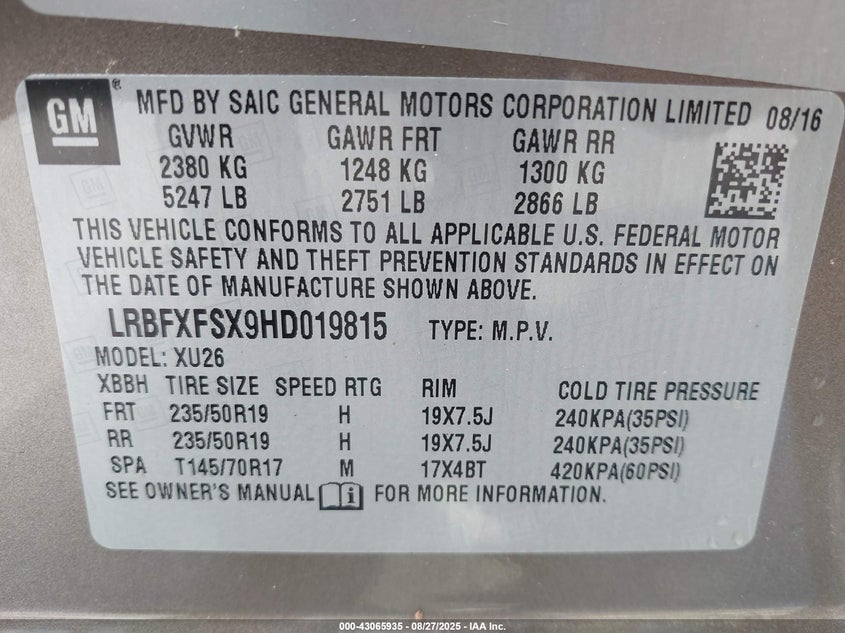 GM ® MFD BY SAIC GENERAL MOTORS CORPORATION LIMITED 08/16
GVWR GAWR FRT GAWR RR
2380 KG 1248 KG 1300 KG
5247 LB 2751 LB 2866 LB
THIS VEHICLE CONFORMS TO ALL APPLICABLE U.S. FEDERAL MOTOR
VEHICLE SAFETY AND THEFT PREVENTION STANDARDS IN EFFECT ON
THE DATE OF MANUFACTURE SHOWN ABOVE.
LRBFXFSX9HD019815 TYPE: M.P.V.
MODEL: XU26
XBBH TIRE SIZE SPEED RTG RIM COLD TIRE PRESSURE
FRT 235/50R19 H 19X7.5J 240KPA(35PSI)
RR 235/50R19 H 19X7.5J 240KPA(35PSI)
SPA T145/70R17 M 17X4BT 420KPA(60PSI)
SEE OWNER'S MANUAL i FOR MORE INFORMATION.
000-43065935 - 08/27/2025 - IAA Inc.